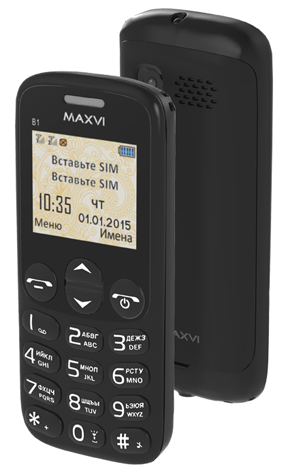 MAXVI
B1
Вставьте SIM
Вставьте SIM
10:35 чт
01.01.2015
Меню Имена
1
2 АБВГ ABC
3 ДЕЖЗ DEF
4 ИЙКЛ GHI
5 МНОП JKL
6 РСТУ MNO
7 ФХЦЧ PQRS
8 ШЩЪЫ TUV
9 ЬЭЮЯ WXYZ
* +
0
#
MAXVI